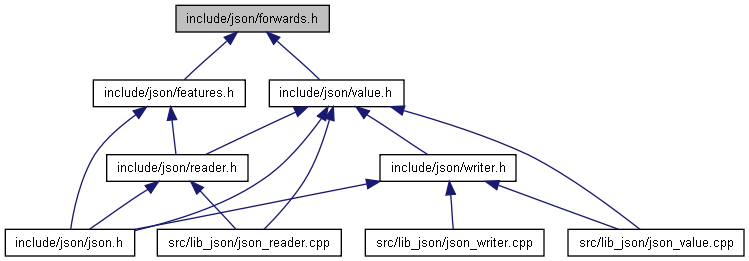 include/json/forwards.h
include/json/features.h
include/json/value.h
include/json/reader.h
include/json/writer.h
include/json/json.h
src/lib_json/json_reader.cpp
src/lib_json/json_writer.cpp
src/lib_json/json_value.cpp